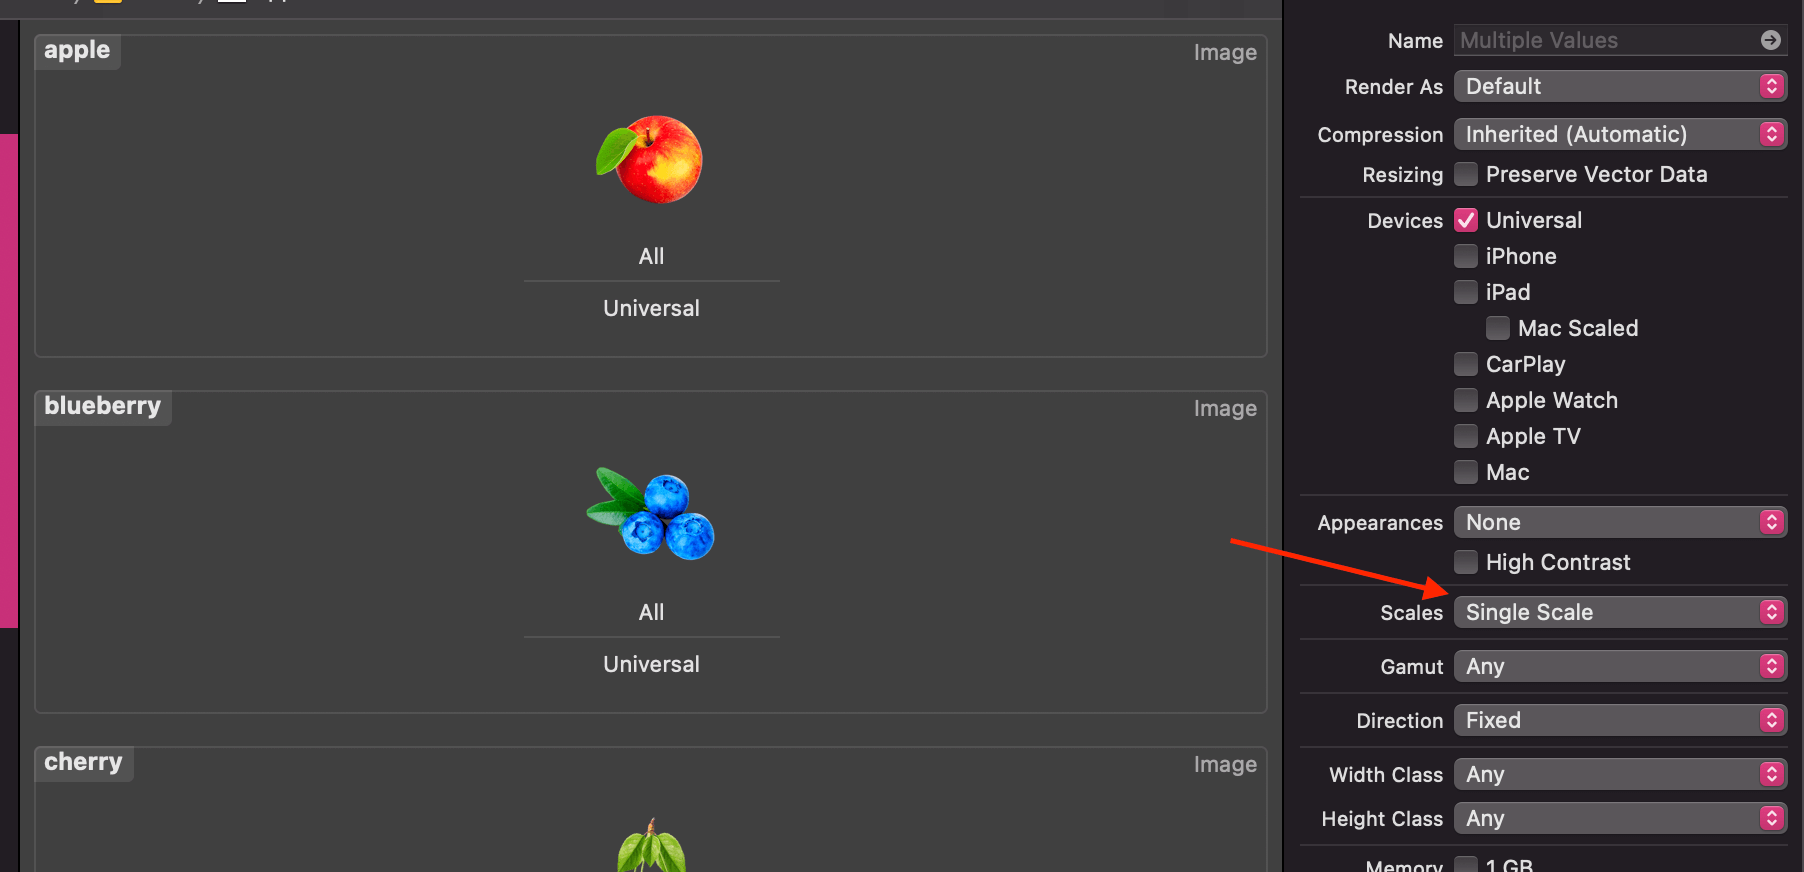 apple
Image
All
Universal
blueberry
Image
All
Universal
cherry
Image
Name Multiple Values
Render As Default
Compression Inherited (Automatic)
Resizing Preserve Vector Data
Devices Universal
iPhone
iPad
Mac Scaled
CarPlay
Apple Watch
Apple TV
Mac
Appearances None
High Contrast
Scales Single Scale
Gamut Any
Direction Fixed
Width Class Any
Height Class Any
Memory 1 GB